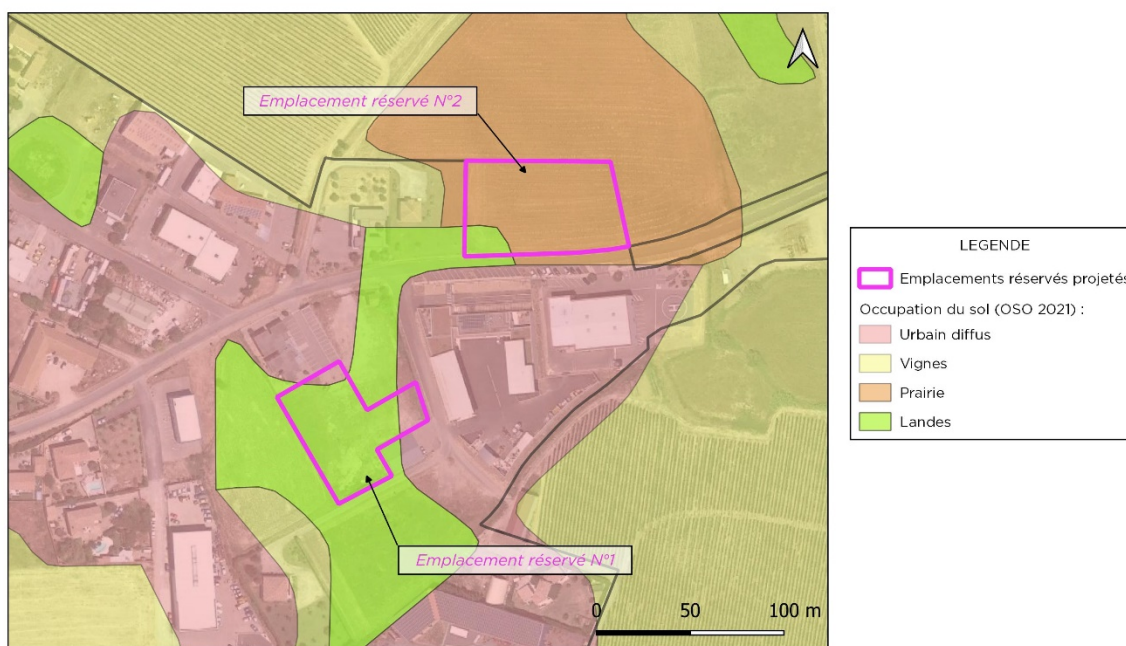 Emplacement réservé N°2
Emplacement réservé N°1
0 50 100 m
LEGENDE
Emplacements réservés projetés
Occupation du sol (OSO 2021) :
Urbain diffus
Vignes
Prairie
Landes